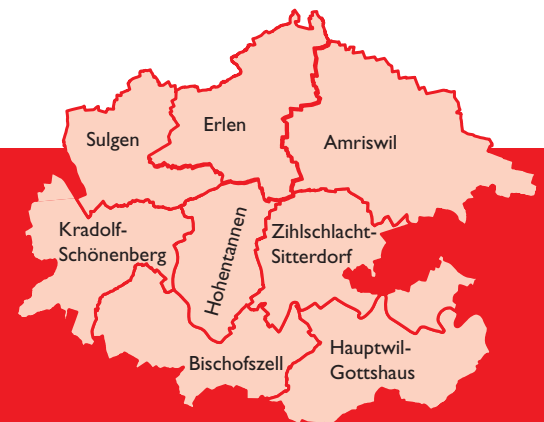 Erlen
Sulgen
Amriswil
Kradolf-
Schönenberg
Hohentannen
Zihlschlacht-
Sitterdorf
Bischofszell
Hauptwil-
Gottshaus